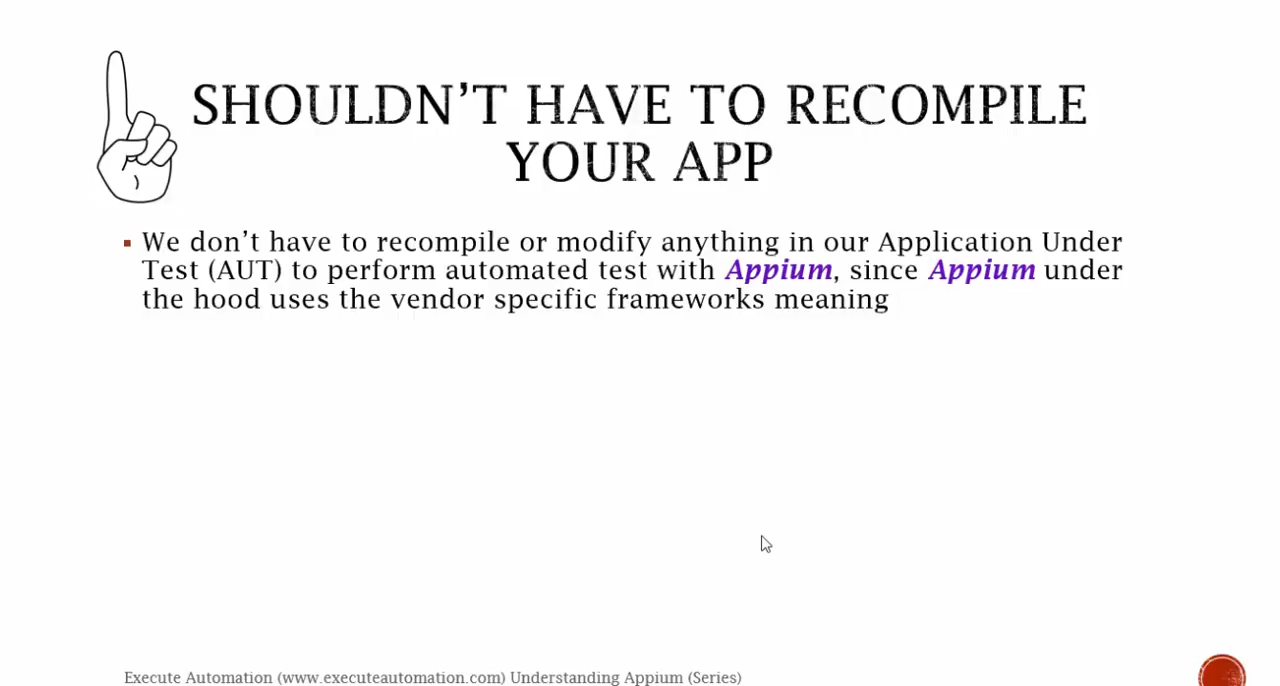 SHOULDN’T HAVE TO RECOMPILE
YOUR APP
We don’t have to recompile or modify anything in our Application Under
Test (AUT) to perform automated test with Appium, since Appium under
the hood uses the vendor specific frameworks meaning
Execute Automation (www.executeautomation.com) Understanding Appium (Series)